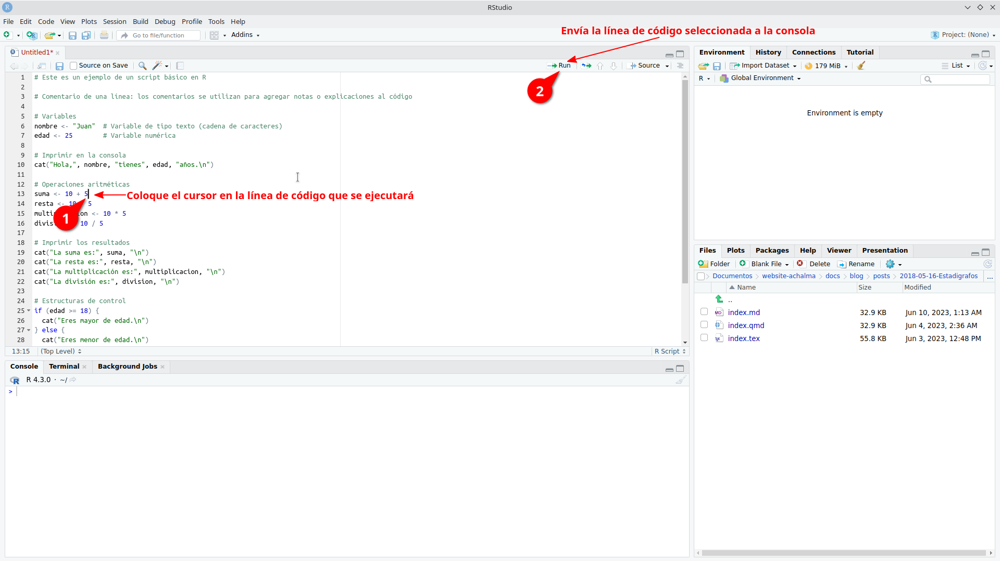 RStudio
File Edit Code View Plots Session Build Debug Profile Tools Help
Go to file/function Addins Project: (None)
Envía la línea de código seleccionada a la consola
Untitled1*
Source on Save Run Source
2
1 # Este es un ejemplo de un script básico en R
2
3 # Comentario de una línea: los comentarios se utilizan para agregar notas o explicaciones al código
4
5 # Variables
6 nombre <- "Juan" # Variable de tipo texto (cadena de caracteres)
7 edad <- 25 # Variable numérica
8
9 # Imprimir en la consola
10 cat("Hola,", nombre, "tienes", edad, "años.\n")
11
12 # Operaciones aritméticas
13 suma <- 10 + 5
Coloque el cursor en la línea de código que se ejecutará
14 resta <- 10 5
1
15 multi on <- 10 * 5
16 divis 10 / 5
17
18 # Imprimir los resultados
19 cat("La suma es:", suma, "\n")
20 cat("La resta es:", resta, "\n")
21 cat("La multiplicación es:", multiplicacion, "\n")
22 cat("La división es:", division, "\n")
23
24 # Estructuras de control
25 if (edad >= 18) {
26 cat("Eres mayor de edad.\n")
27 } else {
28 cat("Eres menor de edad.\n")
13:15 (Top Level) R Script
Console Terminal Background Jobs
R 4.3.0 · ~/
>
Environment History Connections Tutorial
Import Dataset 179 MiB List
R Global Environment
Environment is empty
Files Plots Packages Help Viewer Presentation
Folder Blank File Delete Rename
Documentos website-achalma docs blog posts 2018-05-16-Estadigrafos ...
Name Size Modified
..
index.md 32.9 KB Jun 10, 2023, 1:13 AM
index.qmd 32.9 KB Jun 4, 2023, 2:36 AM
index.tex 55.8 KB Jun 3, 2023, 12:48 PM